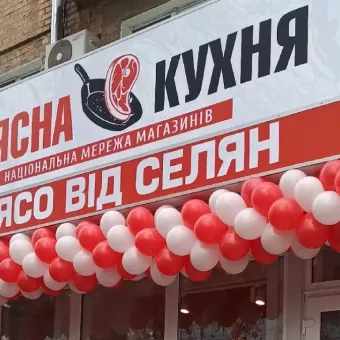 ЯСНА КУХНЯ
НАЦІОНАЛЬНА МЕРЕЖА МАГАЗИНІВ
ЯСО ВІД СЕЛЯН